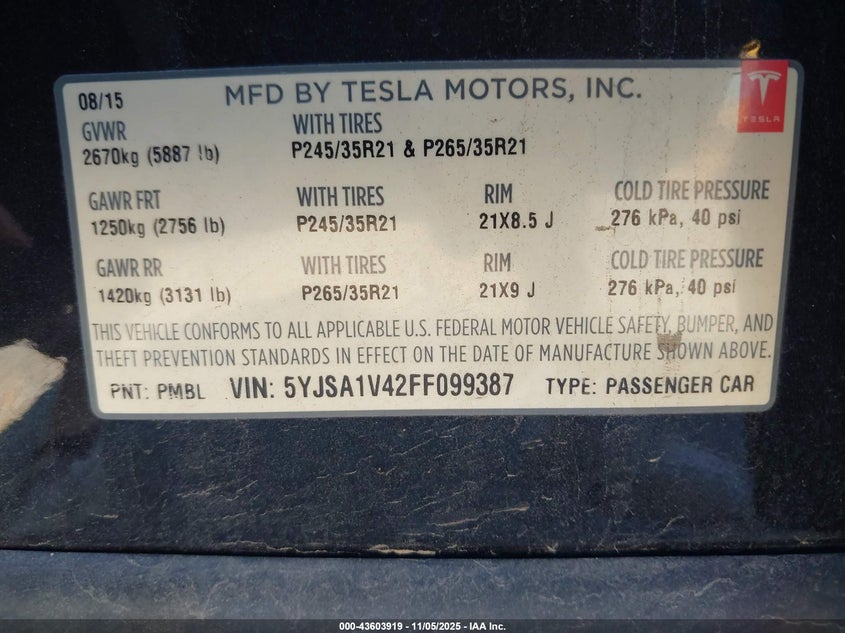 08/15 MFD BY TESLA MOTORS, INC.
TESLA
GVWR WITH TIRES
2670kg (5887 lb) P245/35R21 & P265/35R21
GAWR FRT WITH TIRES RIM COLD TIRE PRESSURE
1250kg (2756 lb) P245/35R21 21X8.5 J 276 kPa, 40 psi
GAWR RR WITH TIRES RIM COLD TIRE PRESSURE
1420kg (3131 lb) P265/35R21 21X9 J 276 kPa, 40 psi
THIS VEHICLE CONFORMS TO ALL APPLICABLE U.S. FEDERAL MOTOR VEHICLE SAFETY, BUMPER, AND
THEFT PREVENTION STANDARDS IN EFFECT ON THE DATE OF MANUFACTURE SHOWN ABOVE.
PNT: PMBL VIN: 5YJSA1V42FF099387 TYPE: PASSENGER CAR
000-43603919 - 11/05/2025 - IAA Inc.